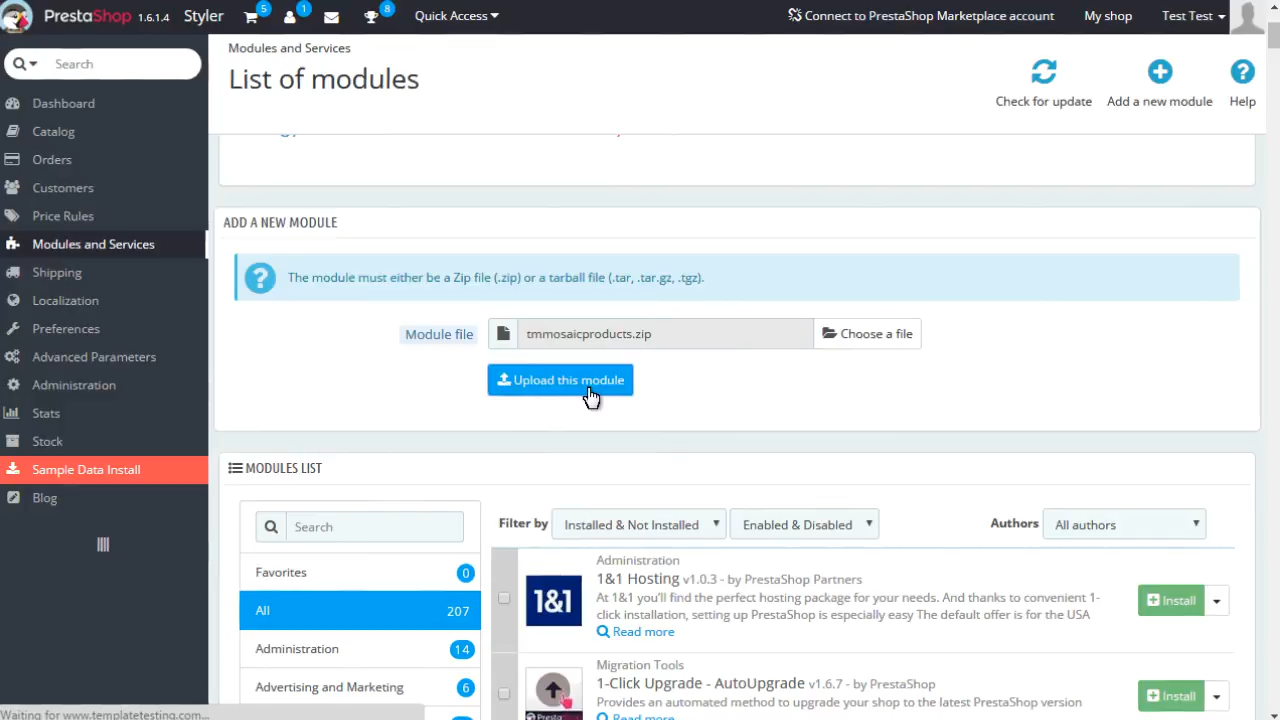 PrestaShop 1.6.1.4 Styler 5 1 8 Quick Access Connect to PrestaShop Marketplace account My shop Test Test
Search
Dashboard
Catalog
Orders
Customers
Price Rules
Modules and Services
Shipping
Localization
Preferences
Advanced Parameters
Administration
Stats
Stock
Sample Data Install
Blog
Modules and Services
List of modules
Check for update Add a new module Help
ADD A NEW MODULE
The module must either be a Zip file (.zip) or a tarball file (.tar, .tar.gz, .tgz).
Module file tmmosaicproducts.zip Choose a file
Upload this module
MODULES LIST
Search
Favorites 0
All 207
Administration 14
Advertising and Marketing 6
Filter by Installed & Not Installed Enabled & Disabled Authors All authors
Administration
1&1
1&1 Hosting v1.0.3 - by PrestaShop Partners
At 1&1 you'll find the perfect hosting package for your needs. And thanks to convenient 1-
click installation, setting up PrestaShop is especially easy The default offer is for the USA
Read more
Install
Migration Tools
1-Click Upgrade - AutoUpgrade v1.6.7 - by PrestaShop
Provides an automated method to upgrade your shop to the latest PrestaShop version
Read more
Install
Waiting for www.templatetesting.com...